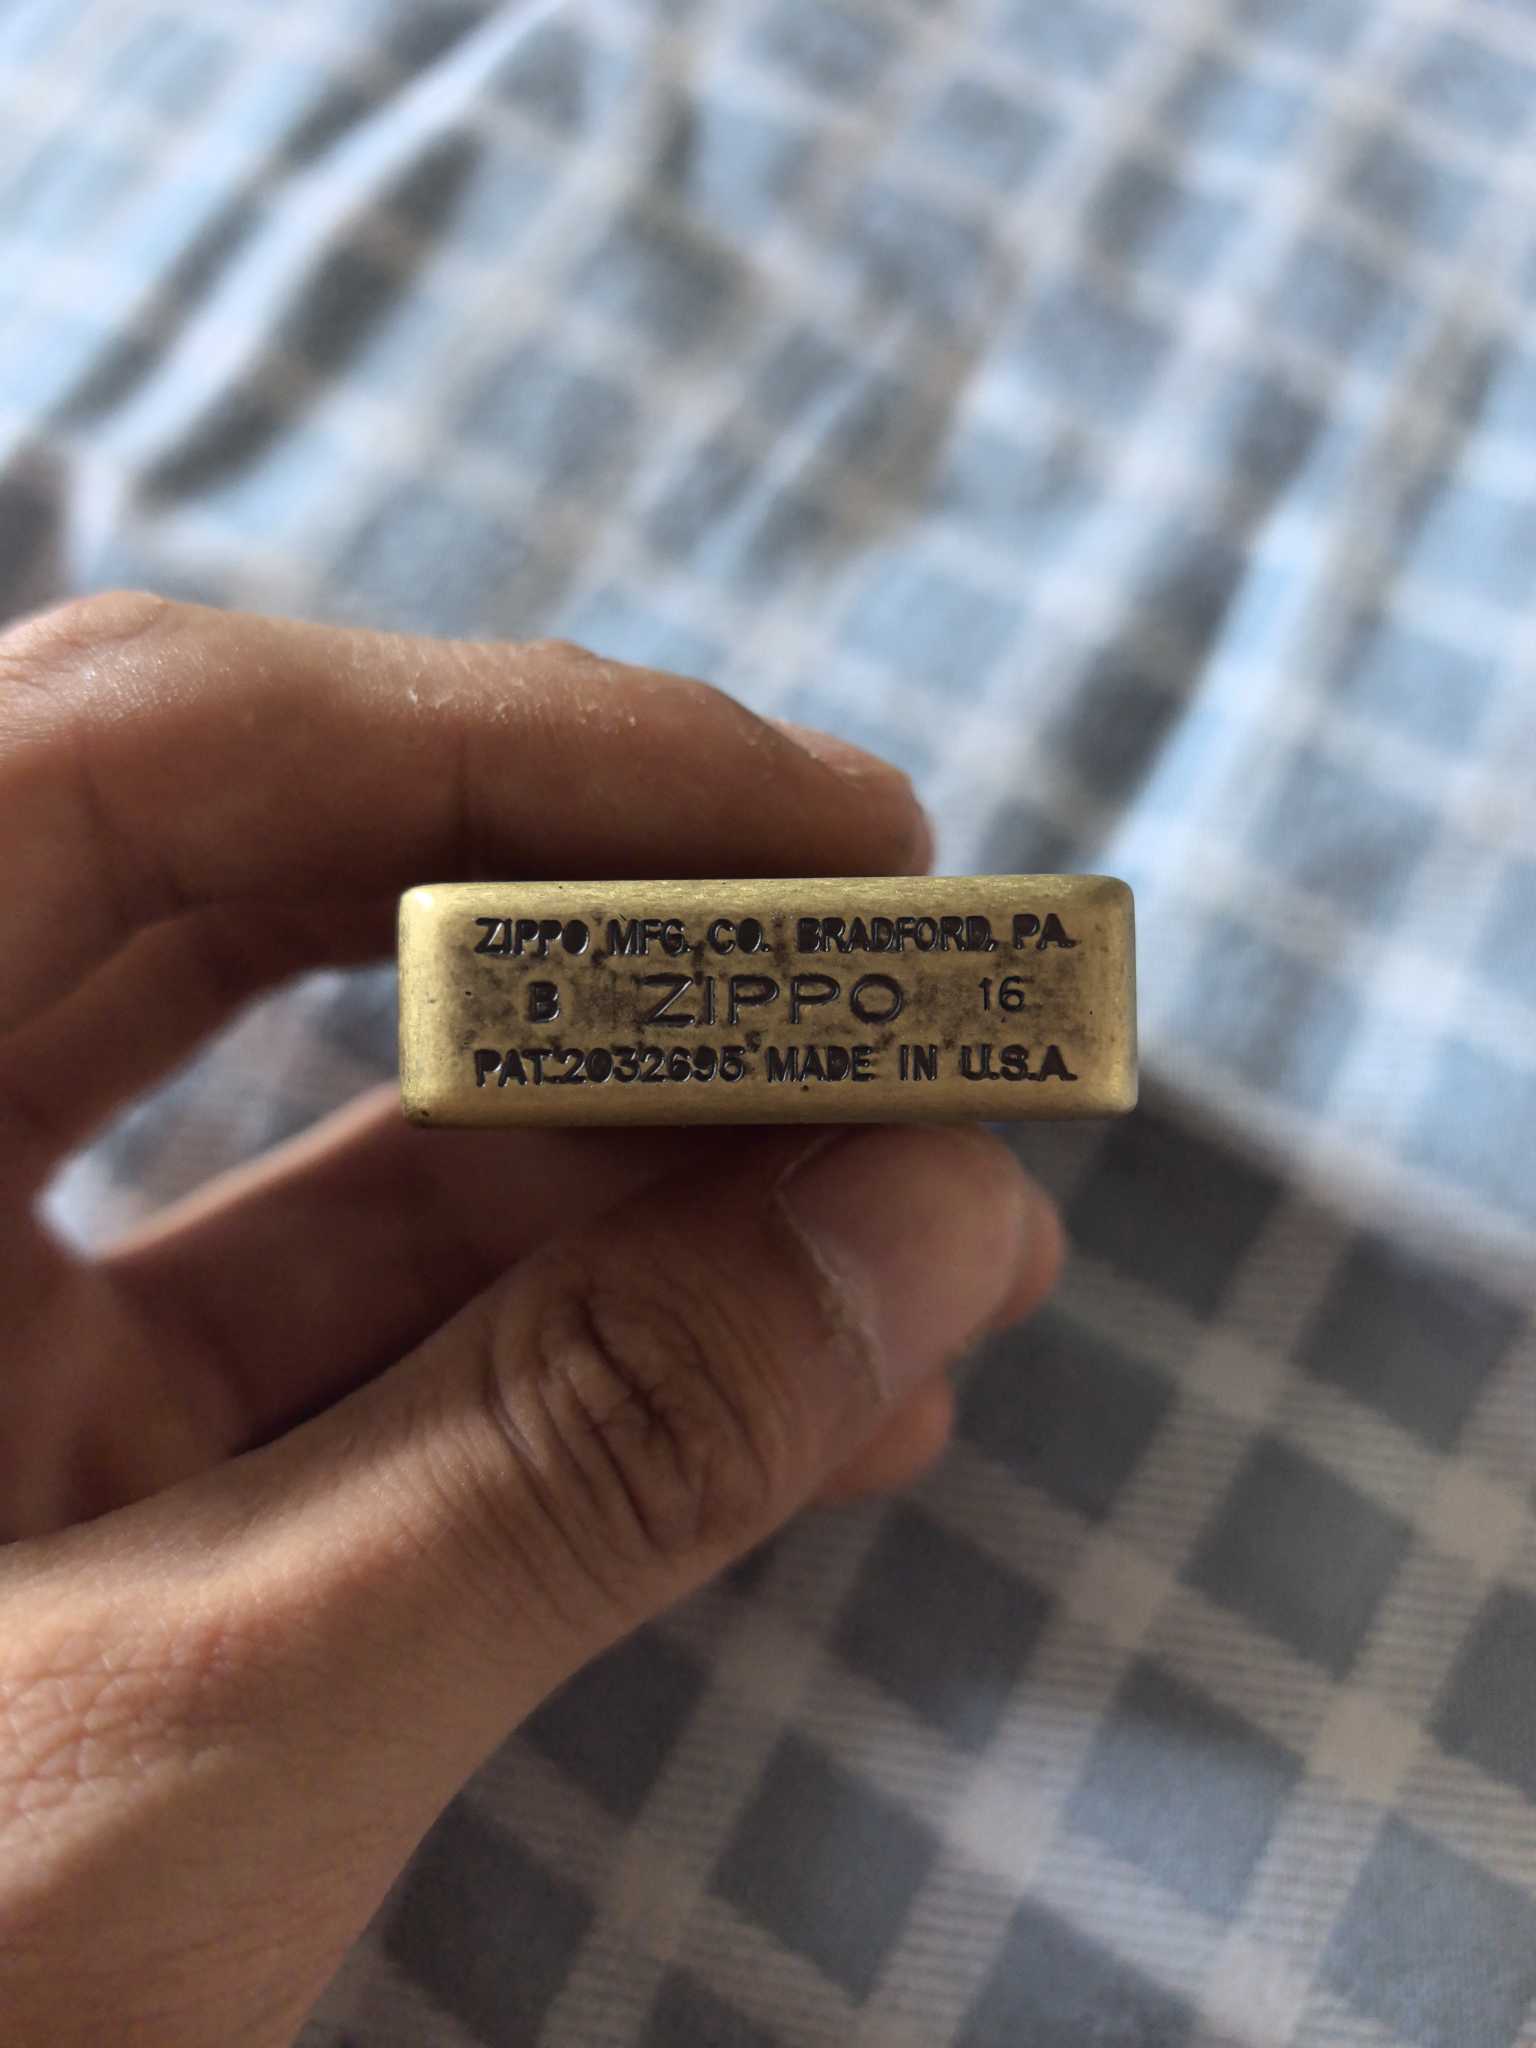 ZIPPO MFG. CO. BRADFORD, PA.
B ZIPPO 16
PAT.2032695 MADE IN U.S.A.